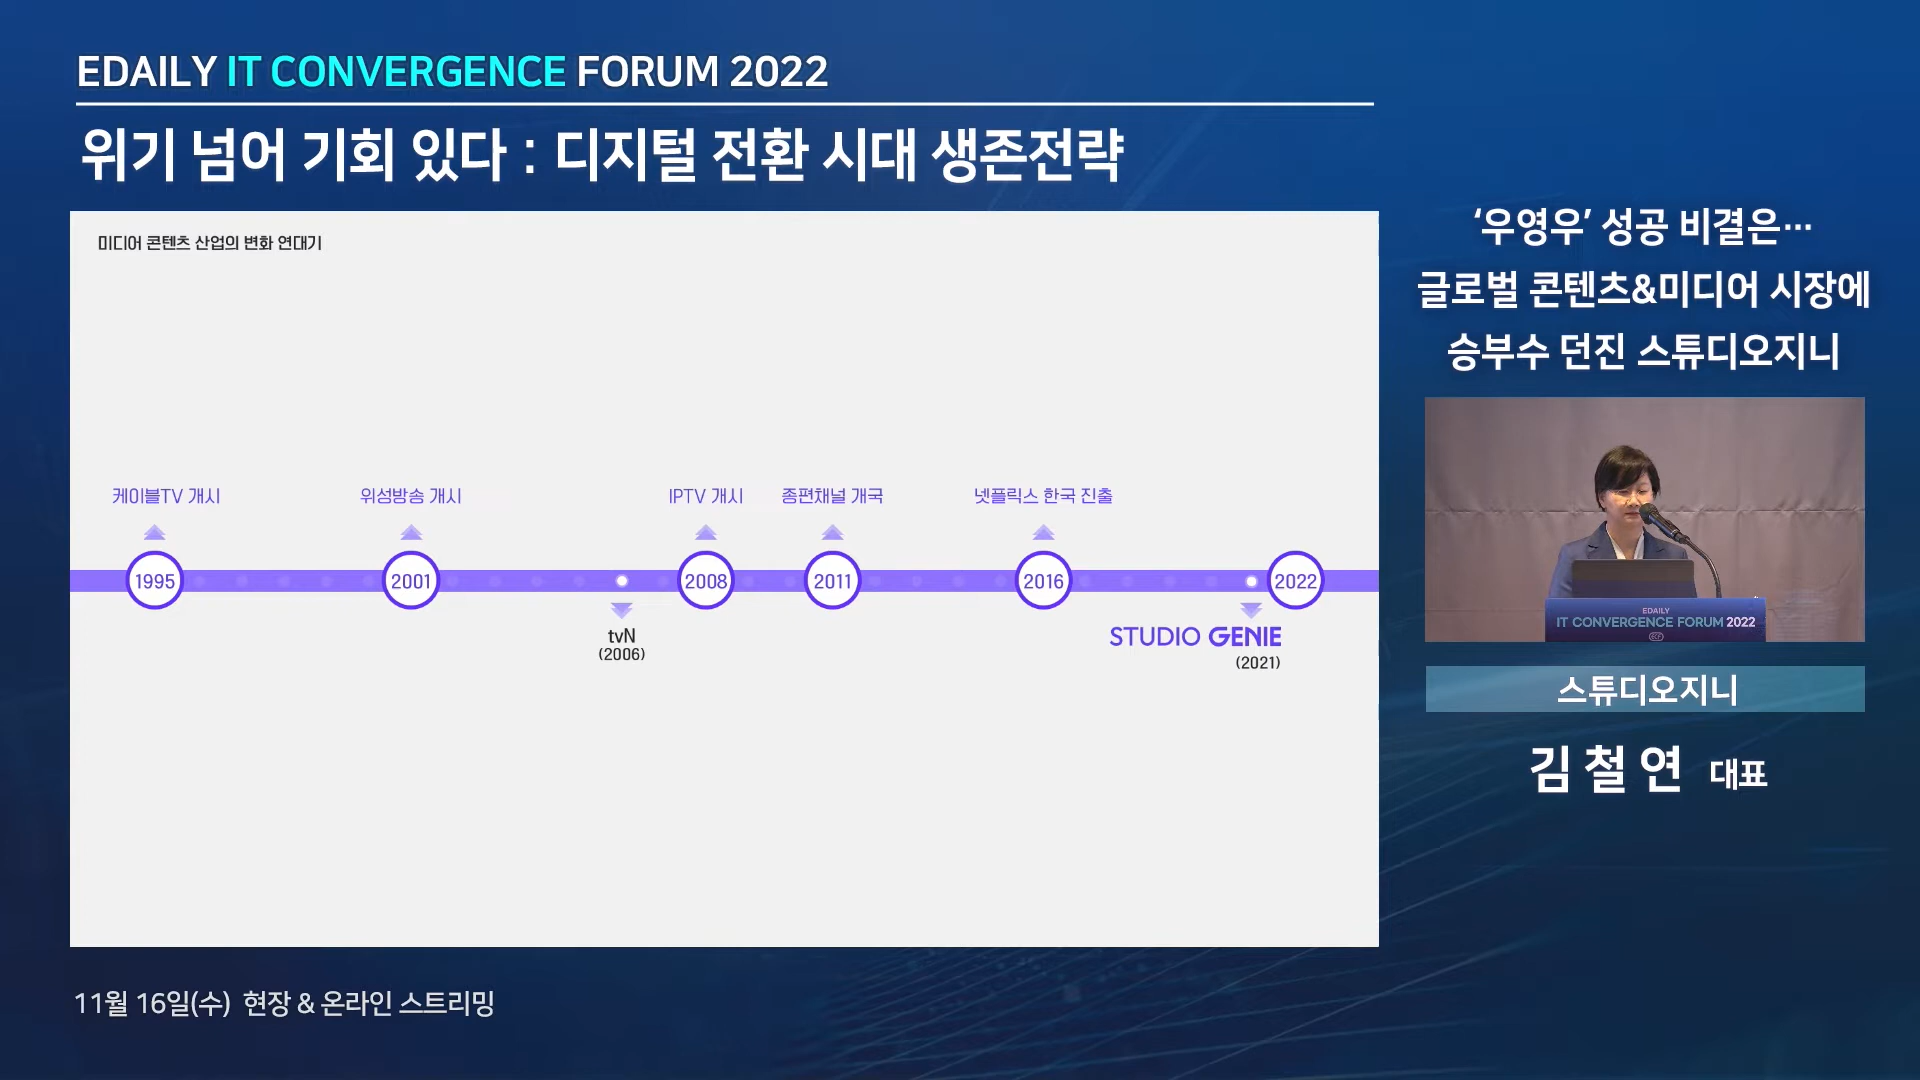 EDAILY IT CONVERGENCE FORUM 2022
위기 넘어 기회 있다 : 디지털 전환 시대 생존전략
미디어 콘텐츠 산업의 변화 연대기
케이블TV 개시
위성방송 개시
IPTV 개시
종편채널 개국
넷플릭스 한국 진출
1995
2001
2008
2011
2016
2022
tvN
(2006)
STUDIO GENIE
(2021)
‘우영우’ 성공 비결은…
글로벌 콘텐츠&미디어 시장에
승부수 던진 스튜디오지니
EDAILY
IT CONVERGENCE FORUM 2022
ECF
스튜디오지니
김철연 대표
11월 16일(수) 현장 & 온라인 스트리밍